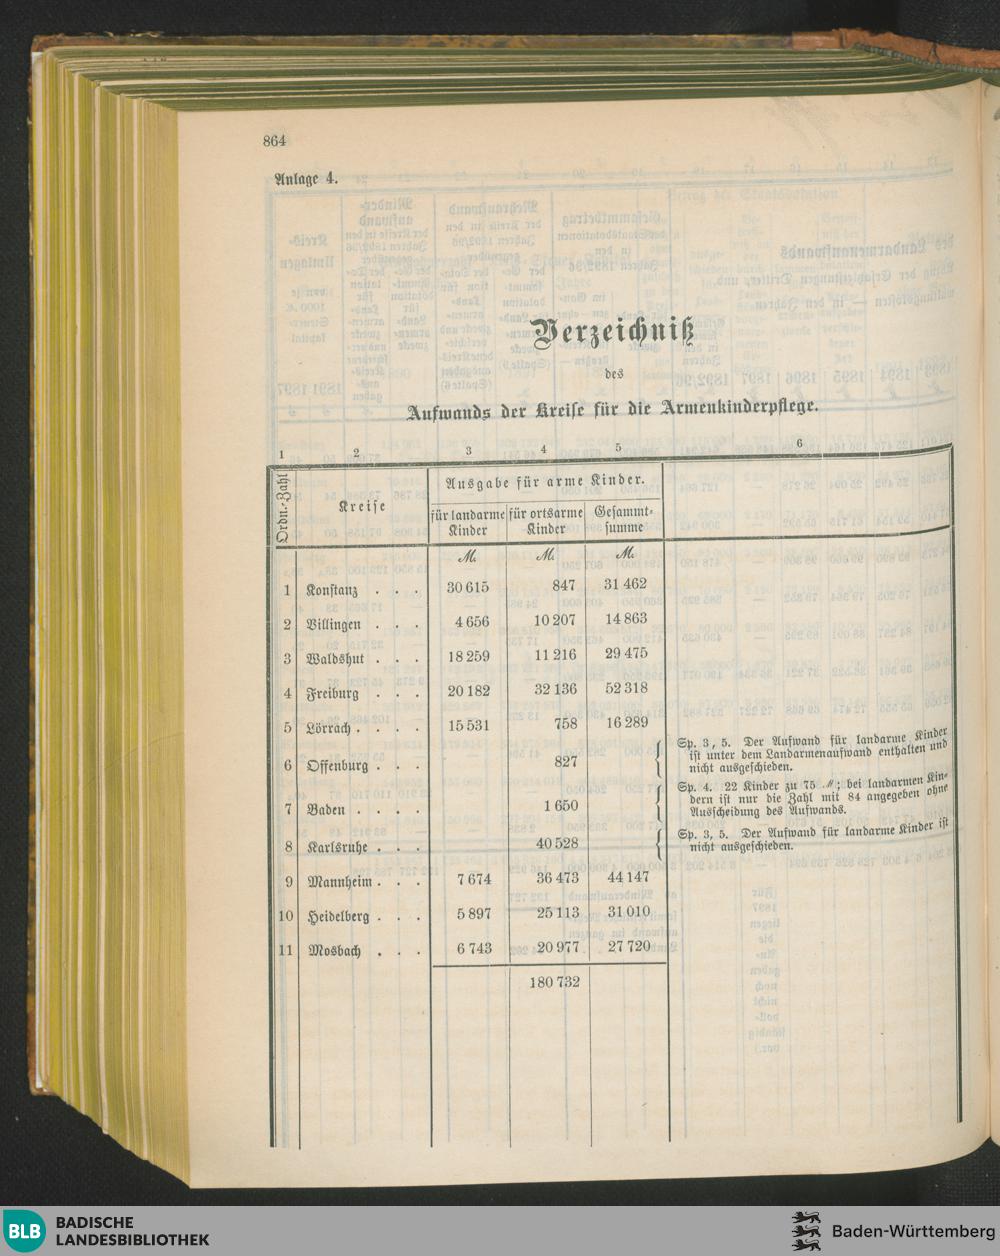 864
Anlage 4.
Verzeichniß
des
Aufwands der Kreise für die Armenkinderpflege.
1 2 3 4 5 6
Ordn.-Zahl Kreise Ausgabe für arme Kinder.
für landarme Kinder für ortsarme Kinder Gesammtsumme
M. M. M.
1 Konstanz . . . 30 615 847 31 462
2 Villingen . . . 4 656 10 207 14 863
3 Waldshut . . . 18 259 11 216 29 475
4 Freiburg . . . 20 182 32 136 52 318
5 Lörrach . . . . 15 531 758 16 289
6 Offenburg . . . 827 { Sp. 3, 5. Der Aufwand für landarme Kinder
ist unter dem Landarmenaufwand enthalten und
nicht ausgeschieden.
7 Baden . . . . 1 650 { Sp. 4. 22 Kinder zu 75 M; bei landarmen Kin-
dern ist nur die Zahl mit 84 angegeben ohne
Ausscheidung des Aufwands.
8 Karlsruhe . . . 40 528 { Sp. 3, 5. Der Aufwand für landarme Kinder ist
nicht ausgeschieden.
9 Mannheim . . . 7 674 36 473 44 147
10 Heidelberg . . . 5 897 25 113 31 010
11 Mosbach . . . 6 743 20 977 27 720
180 732
BLB BADISCHE
LANDESBIBLIOTHEK
Baden-Württemberg